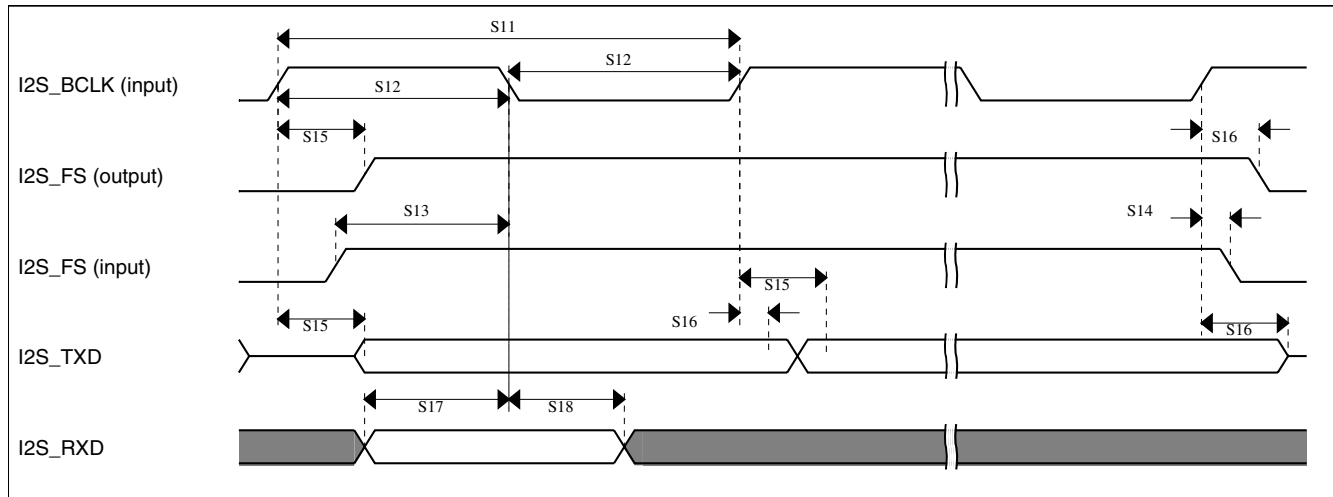 S11
I2S_BCLK (input)
S12
S12
S15
S16
I2S_FS (output)
S13
S14
I2S_FS (input)
S15
S16
S15
S16
I2S_TXD
S17
S18
I2S_RXD